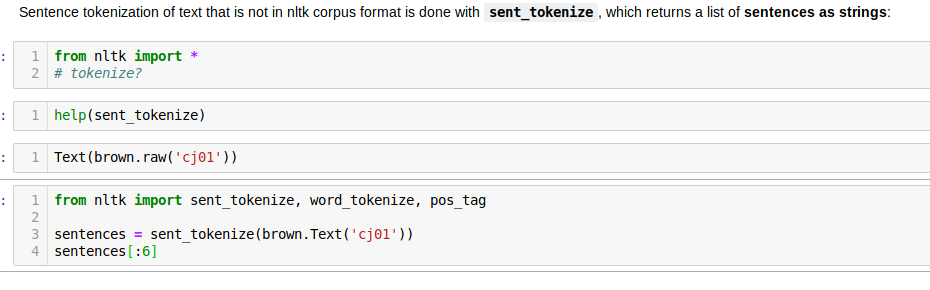 Sentence tokenization of text that is not in nltk corpus format is done with sent_tokenize , which returns a list of sentences as strings:
: 1 from nltk import *
2 # tokenize?
: 1 help(sent_tokenize)
: 1 Text(brown.raw('cj01'))
: 1 from nltk import sent_tokenize, word_tokenize, pos_tag
2
3 sentences = sent_tokenize(brown.Text('cj01'))
4 sentences[:6]